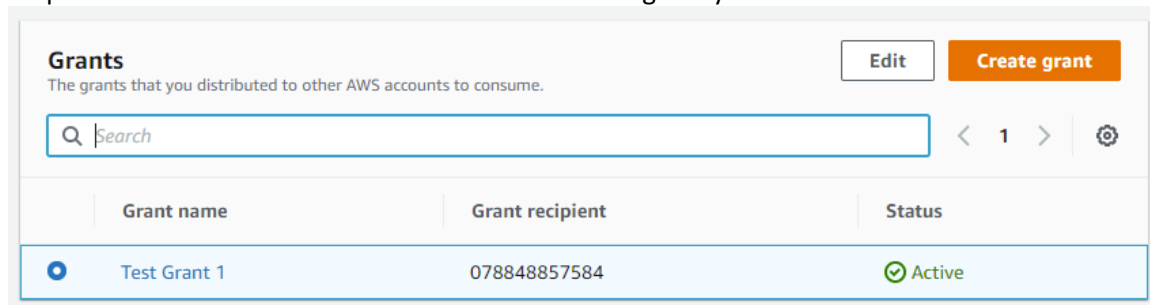 Grants
Edit
Create grant
The grants that you distributed to other AWS accounts to consume.
Search
1
Grant name Grant recipient Status
Test Grant 1 078848857584 Active